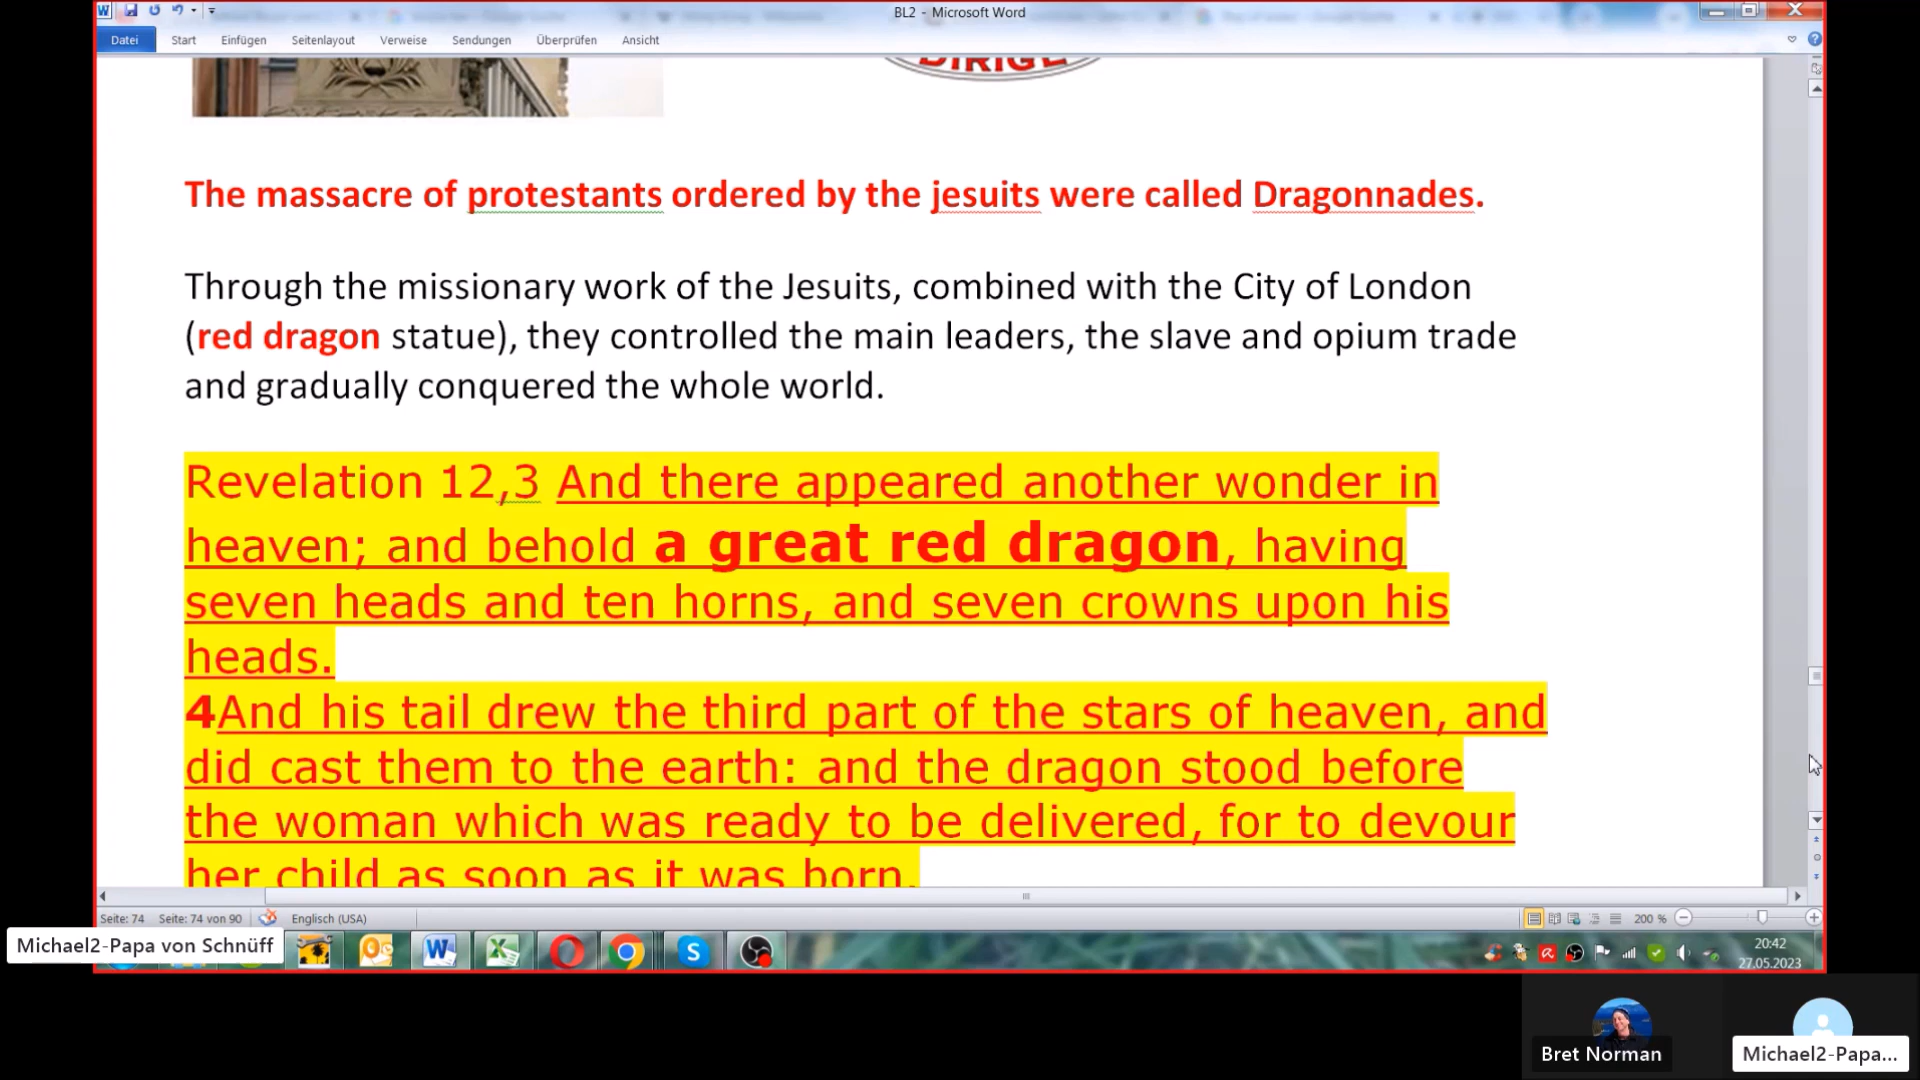 BL2 - Microsoft Word
Datei Start Einfügen Seitenlayout Verweise Sendungen Überprüfen Ansicht
DIRIGE
The massacre of protestants ordered by the jesuits were called Dragonnades.
Through the missionary work of the Jesuits, combined with the City of London
(red dragon statue), they controlled the main leaders, the slave and opium trade
and gradually conquered the whole world.
Revelation 12,3 And there appeared another wonder in
heaven; and behold a great red dragon, having
seven heads and ten horns, and seven crowns upon his
heads.
4And his tail drew the third part of the stars of heaven, and
did cast them to the earth: and the dragon stood before
the woman which was ready to be delivered, for to devour
her child as soon as it was born.
Seite: 74 Seite: 74 von 90 Englisch (USA) 200 %
Michael2-Papa von Schnüff
20:42
27.05.2023
Bret Norman
Michael2-Papa...